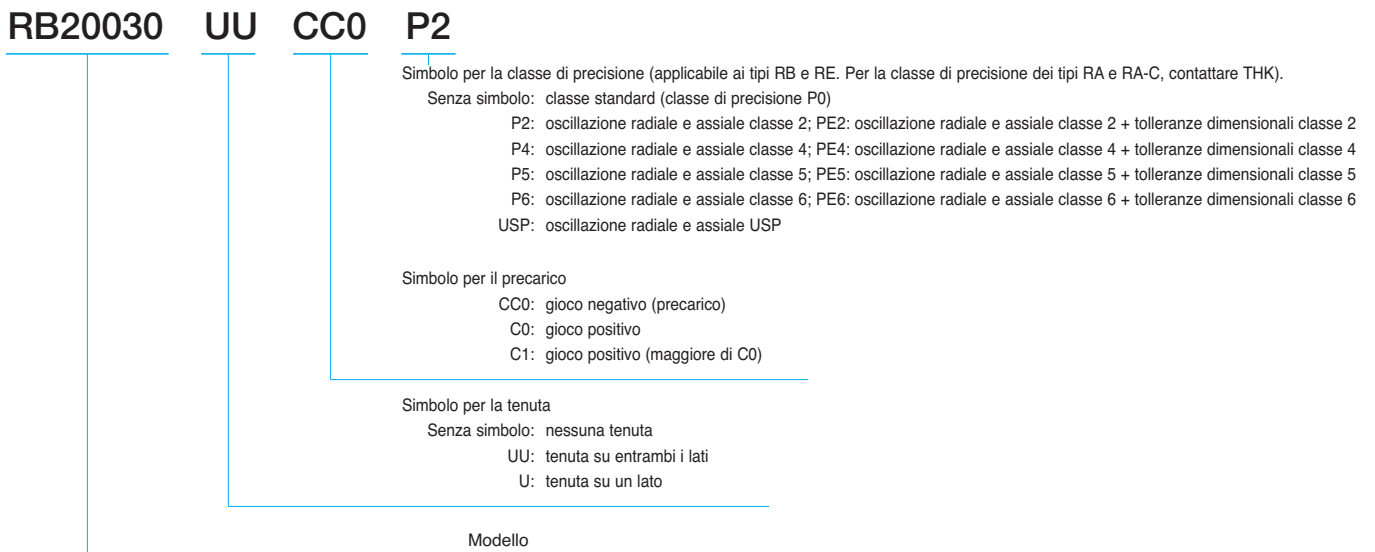 RB20030 UU CC0 P2
Simbolo per la classe di precisione (applicabile ai tipi RB e RE. Per la classe di precisione dei tipi RA e RA-C, contattare THK).
Senza simbolo: classe standard (classe di precisione P0)
P2: oscillazione radiale e assiale classe 2; PE2: oscillazione radiale e assiale classe 2 + tolleranze dimensionali classe 2
P4: oscillazione radiale e assiale classe 4; PE4: oscillazione radiale e assiale classe 4 + tolleranze dimensionali classe 4
P5: oscillazione radiale e assiale classe 5; PE5: oscillazione radiale e assiale classe 5 + tolleranze dimensionali classe 5
P6: oscillazione radiale e assiale classe 6; PE6: oscillazione radiale e assiale classe 6 + tolleranze dimensionali classe 6
USP: oscillazione radiale e assiale USP
Simbolo per il precarico
CC0: gioco negativo (precarico)
C0: gioco positivo
C1: gioco positivo (maggiore di C0)
Simbolo per la tenuta
Senza simbolo: nessuna tenuta
UU: tenuta su entrambi i lati
U: tenuta su un lato
Modello